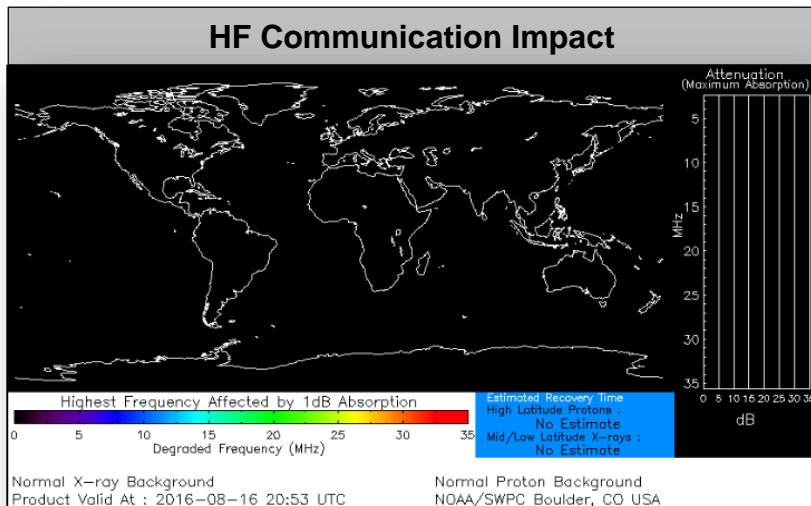 HF Communication Impact
Attenuation
(Maximum Absorption)
5
10
15
20
25
30
35
MHz
0 5 10 15 20 25 30 35
dB
Highest Frequency Affected by 1dB Absorption
0 5 10 15 20 25 30 35
Degraded Frequency (MHz)
Estimated Recovery Time
High Latitude Protons :
No Estimate
Mid/Low Latitude X-rays :
No Estimate
Normal X-ray Background
Product Valid At : 2016-08-16 20:53 UTC
Normal Proton Background
NOAA/SWPC Boulder, CO USA